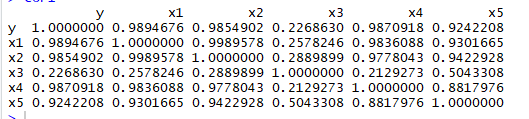 y x1 x2 x3 x4 x5
y 1.0000000 0.9894676 0.9854902 0.2268630 0.9870918 0.9242208
x1 0.9894676 1.0000000 0.9989578 0.2578246 0.9836088 0.9301665
x2 0.9854902 0.9989578 1.0000000 0.2889899 0.9778043 0.9422928
x3 0.2268630 0.2578246 0.2889899 1.0000000 0.2129273 0.5043308
x4 0.9870918 0.9836088 0.9778043 0.2129273 1.0000000 0.8817976
x5 0.9242208 0.9301665 0.9422928 0.5043308 0.8817976 1.0000000
>